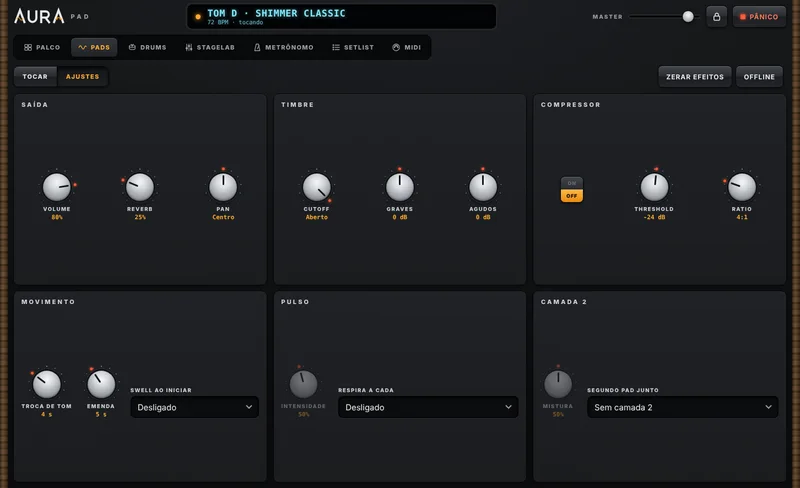 AURA PAD
TOM D · SHIMMER CLASSIC
72 BPM · tocando
MASTER
PÂNICO
PALCO
PADS
DRUMS
STAGELAB
METRÔNOMO
SETLIST
MIDI
TOCAR
AJUSTES
ZERAR EFEITOS
OFFLINE
SAÍDA
VOLUME
80%
REVERB
25%
PAN
Centro
TIMBRE
CUTOFF
Aberto
GRAVES
0 dB
AGUDOS
0 dB
COMPRESSOR
ON
OFF
THRESHOLD
-24 dB
RATIO
4:1
MOVIMENTO
TROCA DE TOM
4 s
EMENDA
5 s
SWELL AO INICIAR
Desligado
PULSO
INTENSIDADE
50%
RESPIRA A CADA
Desligado
CAMADA 2
MISTURA
50%
SEGUNDO PAD JUNTO
Sem camada 2